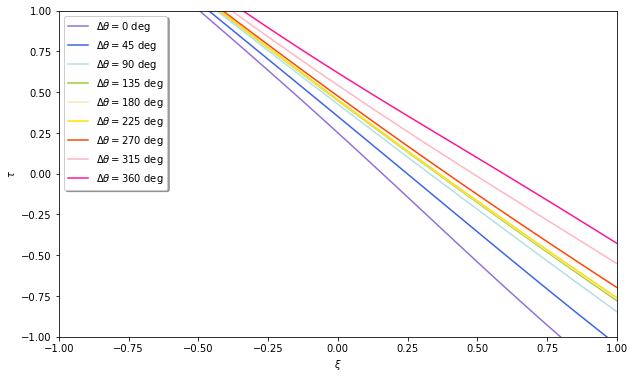 1.00
0.75
0.50
0.25
0.00
−0.25
−0.50
−0.75
−1.00
τ
Δθ = 0 deg
Δθ = 45 deg
Δθ = 90 deg
Δθ = 135 deg
Δθ = 180 deg
Δθ = 225 deg
Δθ = 270 deg
Δθ = 315 deg
Δθ = 360 deg
−1.00 −0.75 −0.50 −0.25 0.00 0.25 0.50 0.75 1.00
ξ